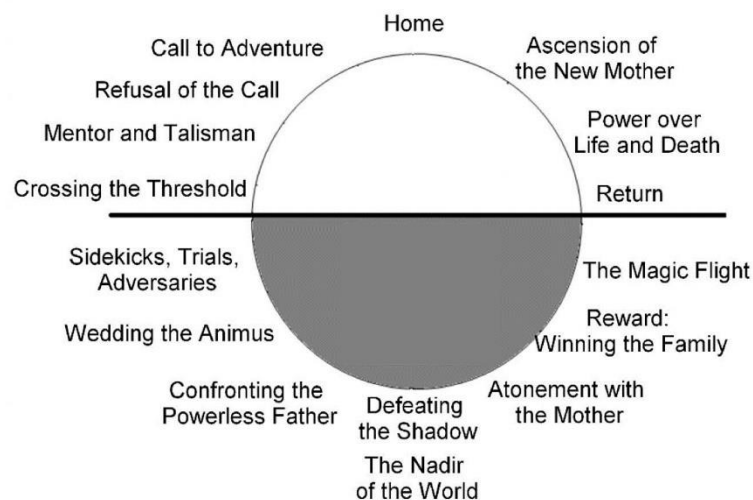 Home
Call to Adventure
Refusal of the Call
Mentor and Talisman
Crossing the Threshold
Sidekicks, Trials,
Adversaries
Wedding the Animus
Confronting the
Powerless Father
Defeating
the Shadow
The Nadir
of the World
Atonement with
the Mother
Reward:
Winning the Family
The Magic Flight
Return
Power over
Life and Death
Ascension of
the New Mother